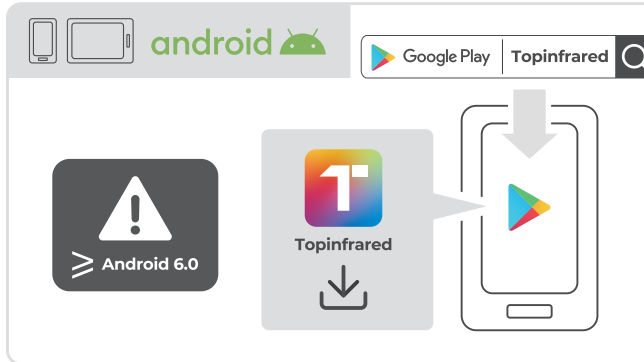 android
Google Play Topinfrared
Topinfrared
⩾ Android 6.0